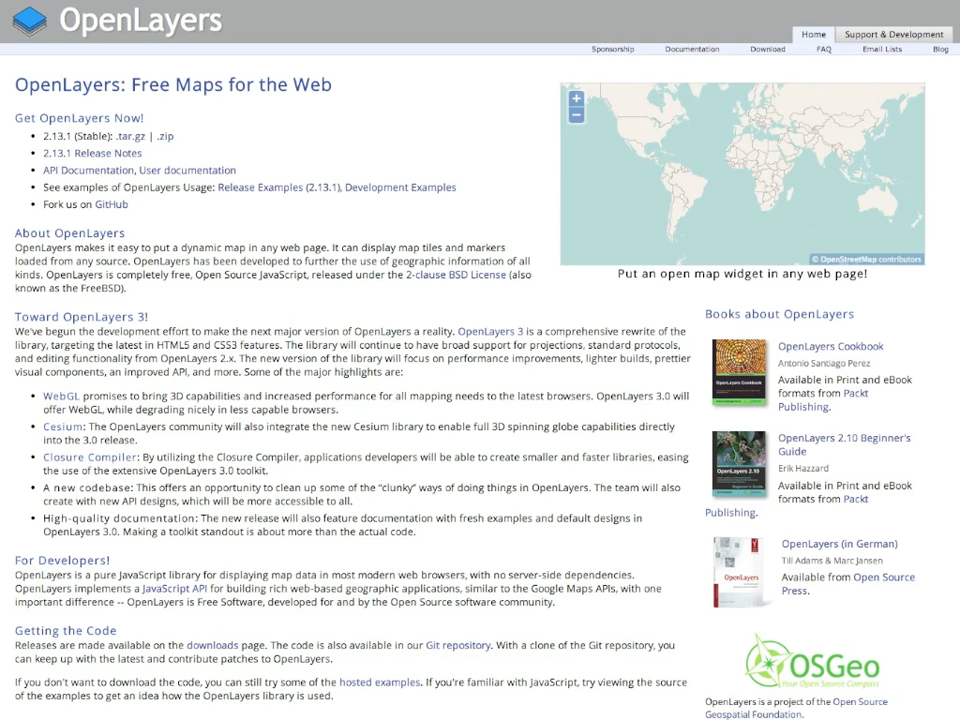 OpenLayers
Home
Support & Development
Sponsorship
Documentation
Download
FAQ
Email Lists
Blog
OpenLayers: Free Maps for the Web
Get OpenLayers Now!
• 2.13.1 (Stable): .tar.gz | .zip
• 2.13.1 Release Notes
• API Documentation, User documentation
• See examples of OpenLayers Usage: Release Examples (2.13.1), Development Examples
• Fork us on GitHub
About OpenLayers
OpenLayers makes it easy to put a dynamic map in any web page. It can display map tiles and markers
loaded from any source. OpenLayers has been developed to further the use of geographic information of all
kinds. OpenLayers is completely free, Open Source JavaScript, released under the 2-clause BSD License (also
known as the FreeBSD).
+
−
© OpenStreetMap contributors
Put an open map widget in any web page!
Toward OpenLayers 3!
We've begun the development effort to make the next major version of OpenLayers a reality. OpenLayers 3 is a comprehensive rewrite of the
library, targeting the latest in HTML5 and CSS3 features. The library will continue to have broad support for projections, standard protocols,
and editing functionality from OpenLayers 2.x. The new version of the library will focus on performance improvements, lighter builds, prettier
visual components, an improved API, and more. Some of the major highlights are:
• WebGL promises to bring 3D capabilities and increased performance for all mapping needs to the latest browsers. OpenLayers 3.0 will
offer WebGL, while degrading nicely in less capable browsers.
• Cesium: The OpenLayers community will also integrate the new Cesium library to enable full 3D spinning globe capabilities directly
into the 3.0 release.
• Closure Compiler: By utilizing the Closure Compiler, applications developers will be able to create smaller and faster libraries, easing
the use of the extensive OpenLayers 3.0 toolkit.
• A new codebase: This offers an opportunity to clean up some of the “clunky” ways of doing things in OpenLayers. The team will also
create with new API designs, which will be more accessible to all.
• High-quality documentation: The new release will also feature documentation with fresh examples and default designs in
OpenLayers 3.0. Making a toolkit standout is about more than the actual code.
For Developers!
OpenLayers is a pure JavaScript library for displaying map data in most modern web browsers, with no server-side dependencies.
OpenLayers implements a JavaScript API for building rich web-based geographic applications, similar to the Google Maps APIs, with one
important difference -- OpenLayers is Free Software, developed for and by the Open Source software community.
Getting the Code
Releases are made available on the downloads page. The code is also available in our Git repository. With a clone of the Git repository, you
can keep up with the latest and contribute patches to OpenLayers.
If you don't want to download the code, you can still try some of the hosted examples. If you're familiar with JavaScript, try viewing the source
of the examples to get an idea how the OpenLayers library is used.
Books about OpenLayers
OpenLayers Cookbook
OpenLayers Cookbook
Antonio Santiago Perez
Available in Print and eBook
formats from Packt
Publishing.
OpenLayers 2.10
Beginner's Guide
OpenLayers 2.10 Beginner's
Guide
Erik Hazzard
Available in Print and eBook
formats from Packt
Publishing.
OpenLayers
OpenLayers (in German)
Till Adams & Marc Jansen
Available from Open Source
Press.
OSGeo
Your Open Source Compass
OpenLayers is a project of the Open Source
Geospatial Foundation.